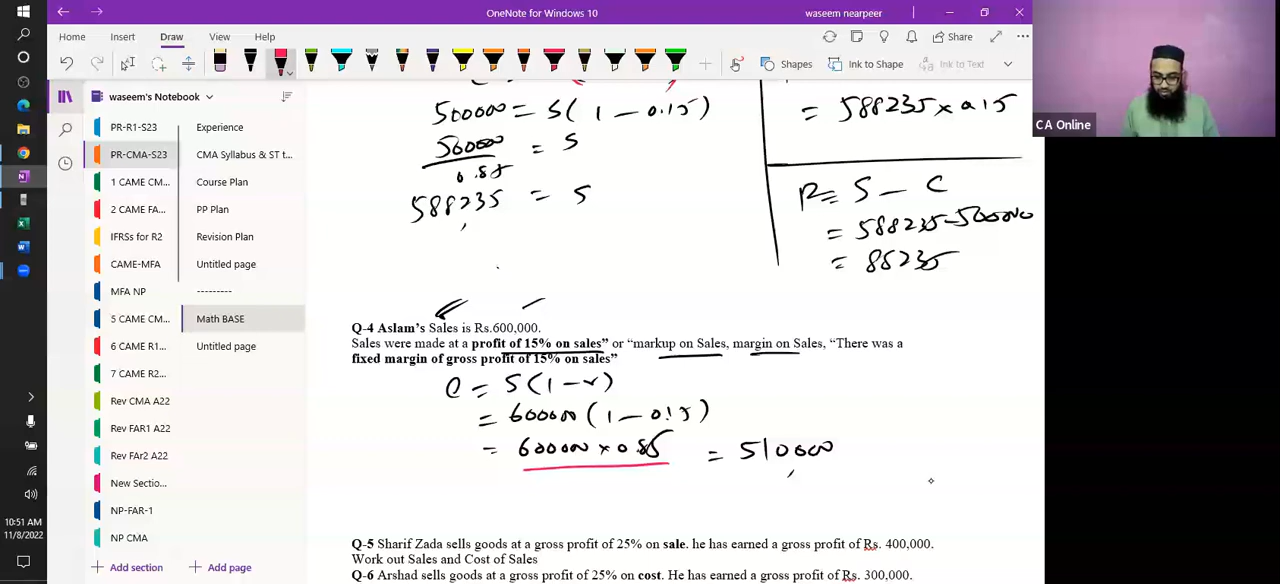 OneNote for Windows 10
waseem nearpeer
Home Insert Draw View Help
Share
Shapes
Ink to Shape
Ink to Text
waseem's Notebook
PR-R1-S23
PR-CMA-S23
1 CAME CM...
2 CAME FA...
IFRSs for R2
CAME-MFA
MFA NP
5 CAME CM...
6 CAME R1...
7 CAME R2...
Rev CMA A22
Rev FAR1 A22
Rev FAr2 A22
New Sectio...
NP-FAR-1
NP CMA
Add section
Experience
CMA Syllabus & ST t...
Course Plan
PP Plan
Revision Plan
Untitled page
---------
Math BASE
Untitled page
Add page
500000 = S ( 1 - 0.15 )
500000 = S
0.85
588235 = S
= 588235 x 0.15
P = S - C
= 588235 - 500000
= 88235
Q-4 Aslam's Sales is Rs.600,000.
Sales were made at a profit of 15% on sales” or “markup on Sales, margin on Sales, “There was a
fixed margin of gross profit of 15% on sales”
C = S ( 1 - r )
= 600000 ( 1 - 0.15 )
= 600000 x 0.85 = 510000
Q-5 Sharif Zada sells goods at a gross profit of 25% on sale. he has earned a gross profit of Rs. 400,000.
Work out Sales and Cost of Sales
Q-6 Arshad sells goods at a gross profit of 25% on cost. He has earned a gross profit of Rs. 300,000.
CA Online
10:51 AM
11/8/2022